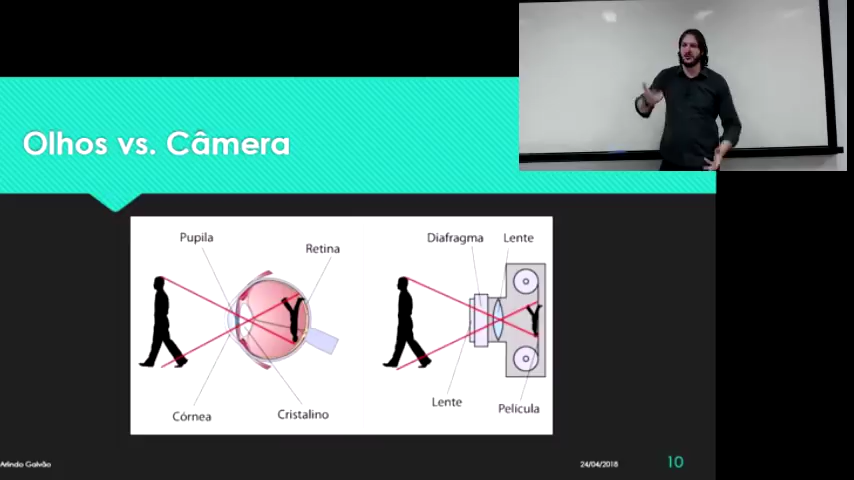 Olhos vs. Câmera
Pupila
Retina
Córnea
Cristalino
Diafragma
Lente
Lente
Película
Arlindo Galvão
24/04/2018
10